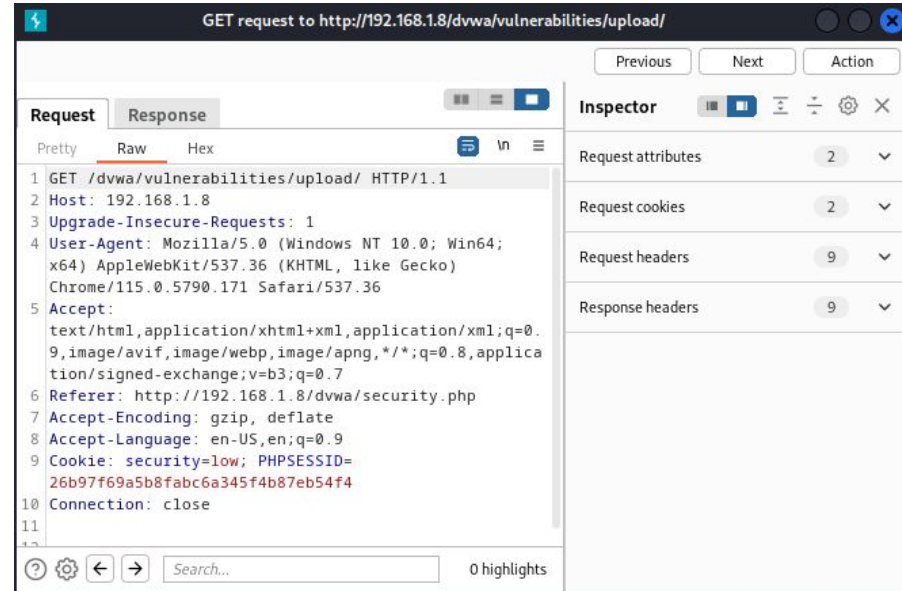 GET request to http://192.168.1.8/dvwa/vulnerabilities/upload/
Previous Next Action
Request Response
Pretty Raw Hex \n
1 GET /dvwa/vulnerabilities/upload/ HTTP/1.1
2 Host: 192.168.1.8
3 Upgrade-Insecure-Requests: 1
4 User-Agent: Mozilla/5.0 (Windows NT 10.0; Win64;
x64) AppleWebKit/537.36 (KHTML, like Gecko)
Chrome/115.0.5790.171 Safari/537.36
5 Accept:
text/html,application/xhtml+xml,application/xml;q=0.
9,image/avif,image/webp,image/apng,*/*;q=0.8,applica
tion/signed-exchange;v=b3;q=0.7
6 Referer: http://192.168.1.8/dvwa/security.php
7 Accept-Encoding: gzip, deflate
8 Accept-Language: en-US,en;q=0.9
9 Cookie: security=low; PHPSESSID=
26b97f69a5b8fabc6a345f4b87eb54f4
10 Connection: close
11
Search... 0 highlights
Inspector
Request attributes 2
Request cookies 2
Request headers 9
Response headers 9